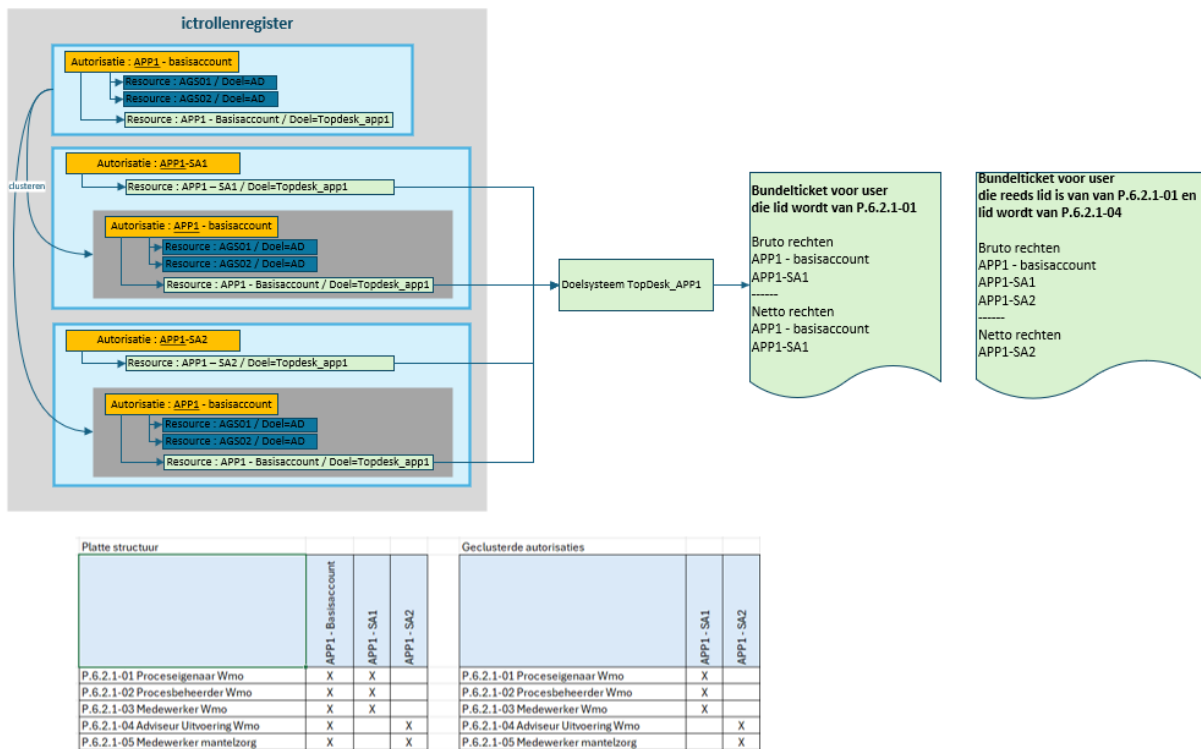 ictrollenregister
Autorisatie : APP1 - basisaccount
Resource : AGS01 / Doel=AD
Resource : AGS02 / Doel=AD
Resource : APP1 - Basisaccount / Doel=Topdesk_app1
clusteren
Autorisatie : APP1-SA1
Resource : APP1 – SA1 / Doel=Topdesk_app1
Autorisatie : APP1 - basisaccount
Resource : AGS01 / Doel=AD
Resource : AGS02 / Doel=AD
Resource : APP1 - Basisaccount / Doel=Topdesk_app1
Autorisatie : APP1-SA2
Resource : APP1 – SA2 / Doel=Topdesk_app1
Autorisatie : APP1 - basisaccount
Resource : AGS01 / Doel=AD
Resource : AGS02 / Doel=AD
Resource : APP1 - Basisaccount / Doel=Topdesk_app1
Doelsysteem TopDesk_APP1
Bundelticket voor user
die lid wordt van P.6.2.1-01
Bruto rechten
APP1 - basisaccount
APP1-SA1
------
Netto rechten
APP1 - basisaccount
APP1-SA1
Bundelticket voor user
die reeds lid is van van P.6.2.1-01 en
lid wordt van P.6.2.1-04
Bruto rechten
APP1 - basisaccount
APP1-SA1
APP1-SA2
------
Netto rechten
APP1-SA2
Platte structuur
APP1 - Basisaccount
APP1 - SA1
APP1 - SA2
P.6.2.1-01 Proceseigenaar Wmo X X
P.6.2.1-02 Procesbeheerder Wmo X X
P.6.2.1-03 Medewerker Wmo X X
P.6.2.1-04 Adviseur Uitvoering Wmo X X
P.6.2.1-05 Medewerker mantelzorg X X
Geclusterde autorisaties
APP1 - SA1
APP1 - SA2
P.6.2.1-01 Proceseigenaar Wmo X
P.6.2.1-02 Procesbeheerder Wmo X
P.6.2.1-03 Medewerker Wmo X
P.6.2.1-04 Adviseur Uitvoering Wmo X
P.6.2.1-05 Medewerker mantelzorg X